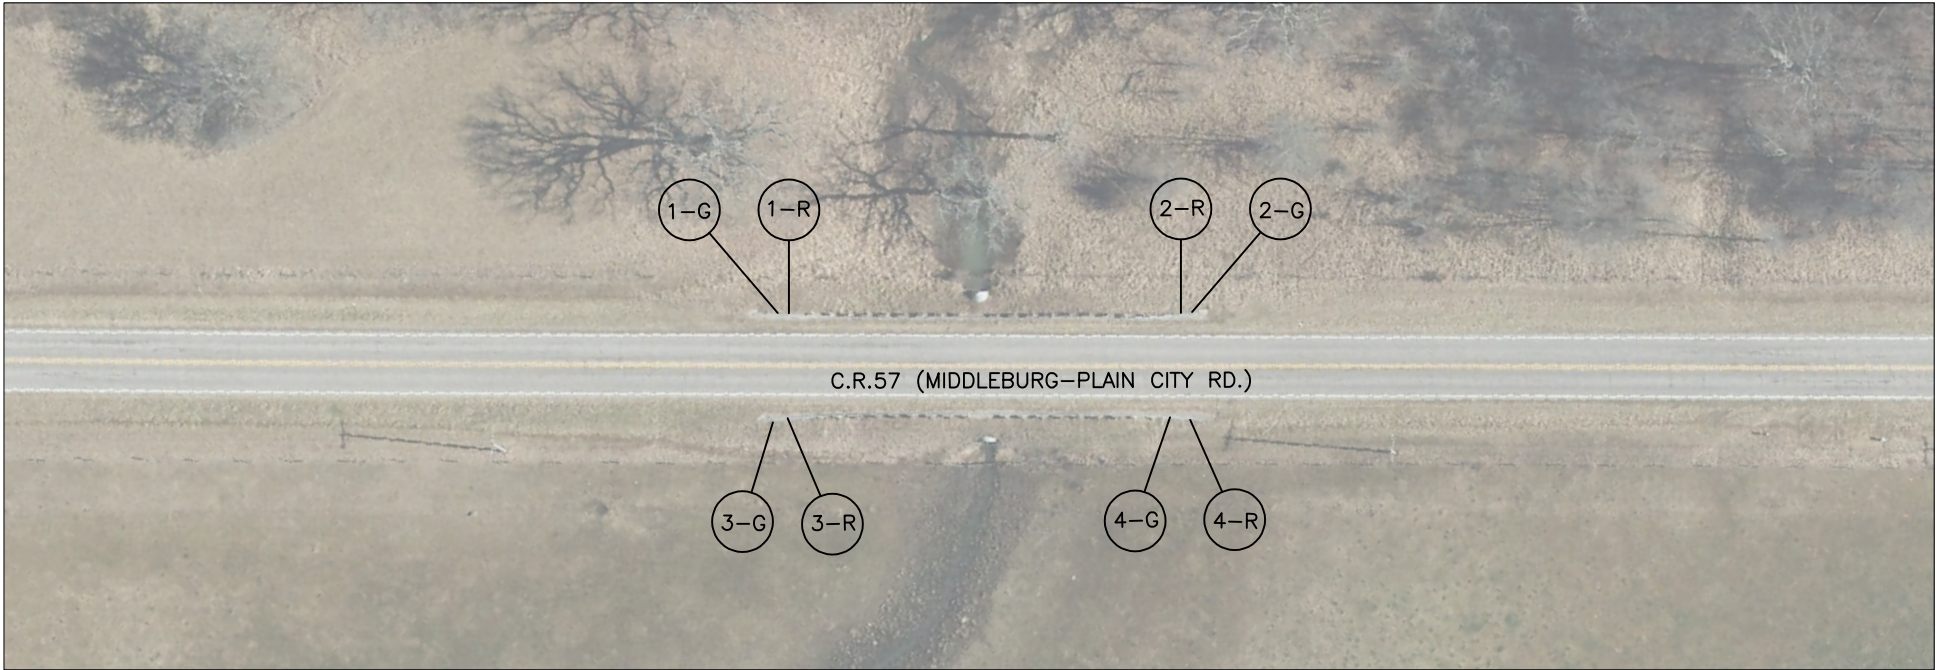 1-G 1-R 2-R 2-G
C.R.57 (MIDDLEBURG-PLAIN CITY RD.)
3-G 3-R 4-G 4-R